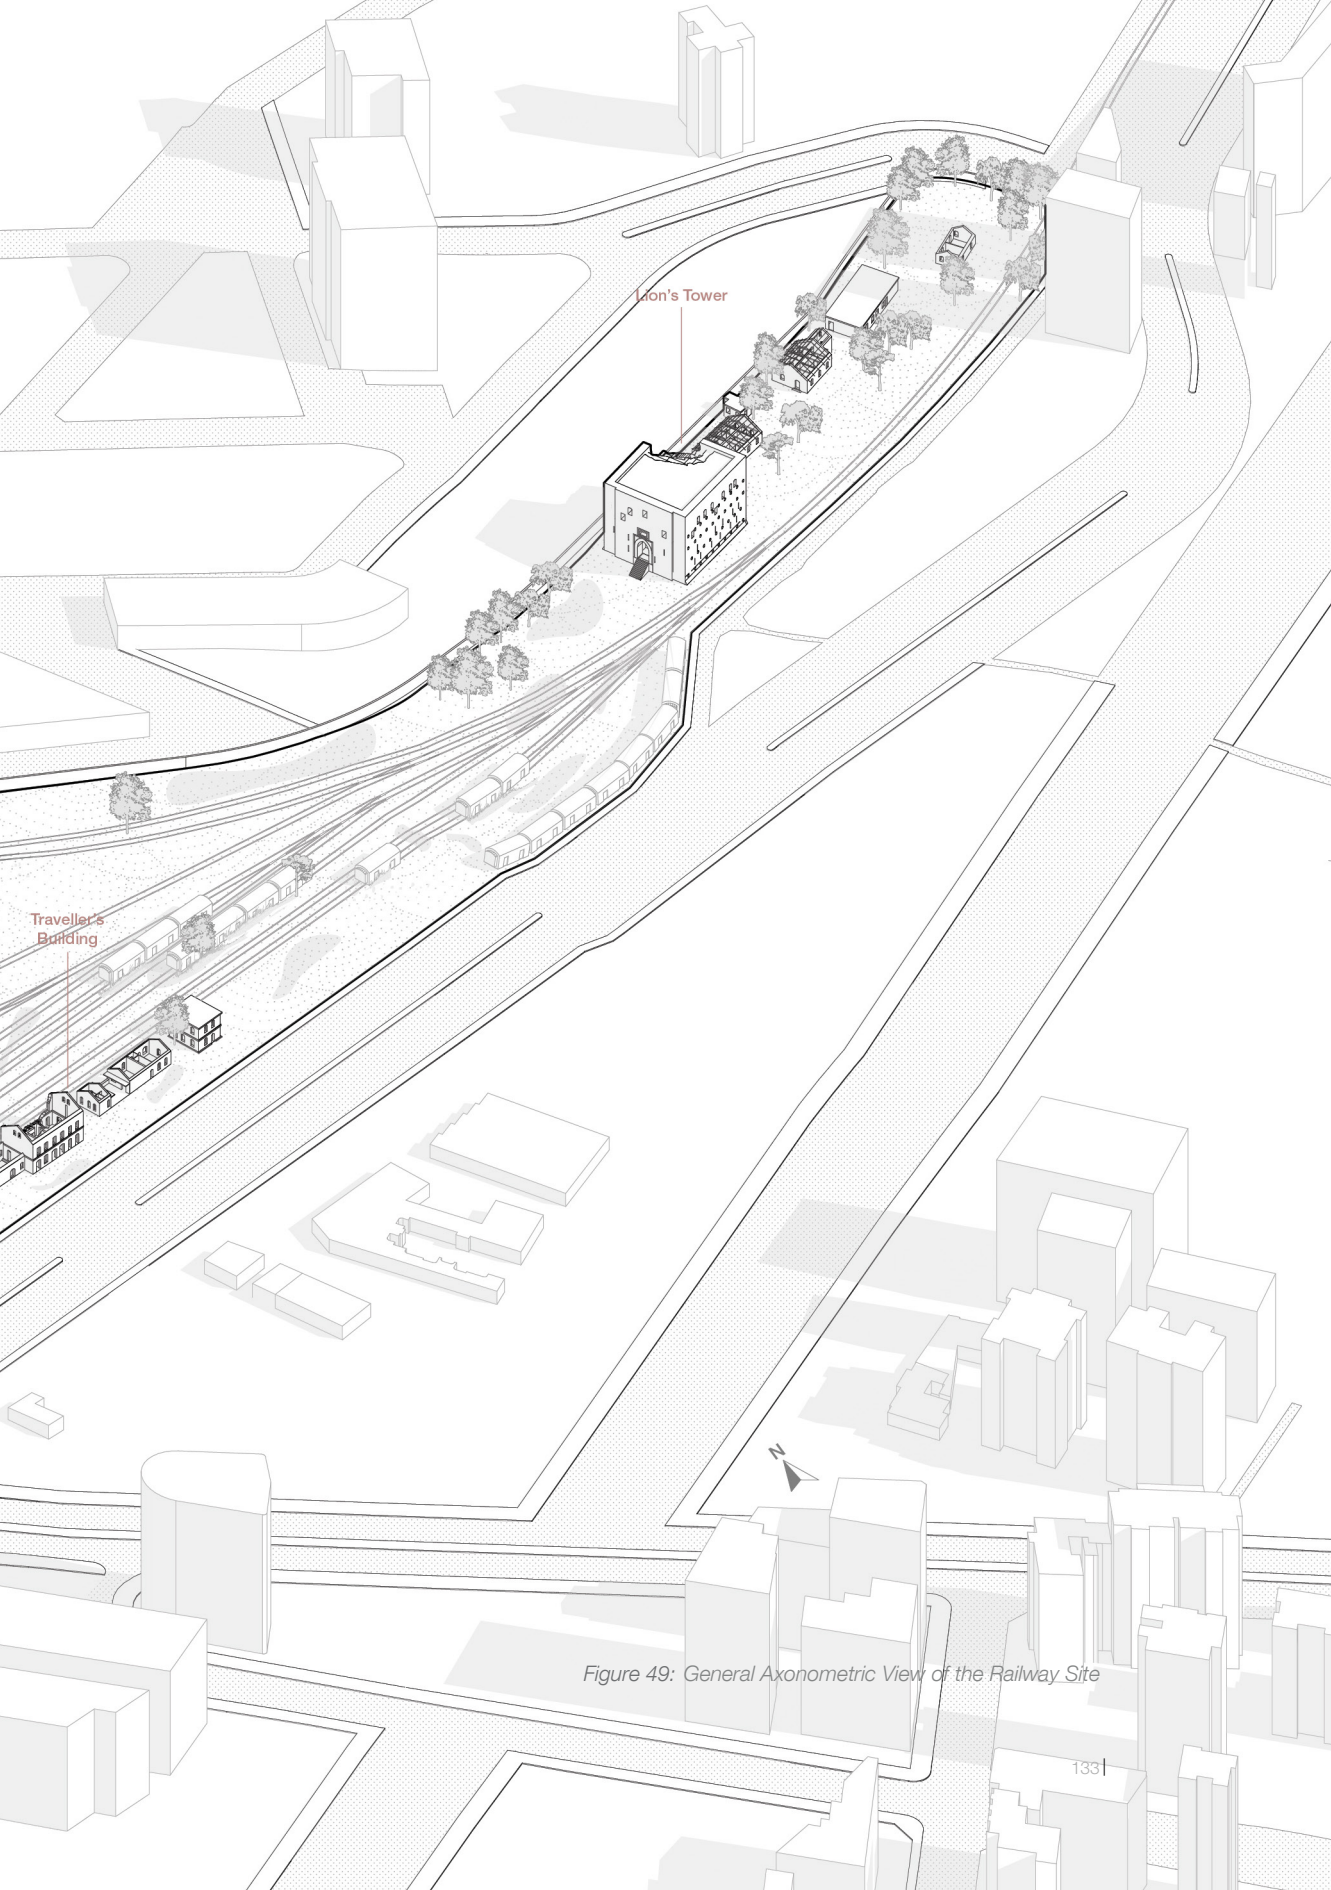 Lion's Tower
Traveller's
Building
N
Figure 49: General Axonometric View of the Railway Site
133